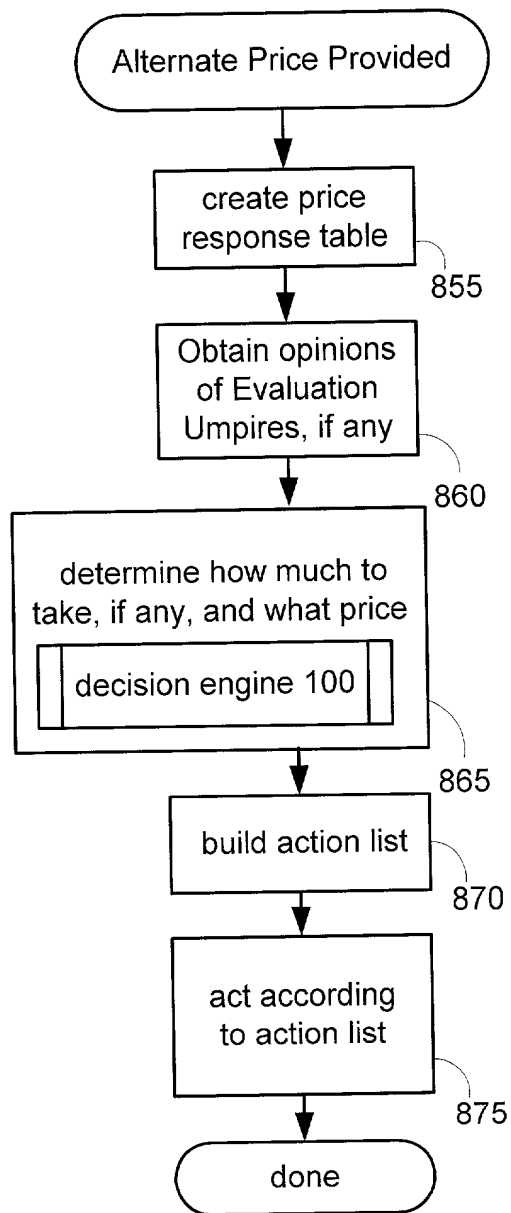 Alternate Price Provided
create price
response table
855
Obtain opinions
of Evaluation
Umpires, if any
860
determine how much to
take, if any, and what price
decision engine 100
865
build action list
870
act according
to action list
875
done